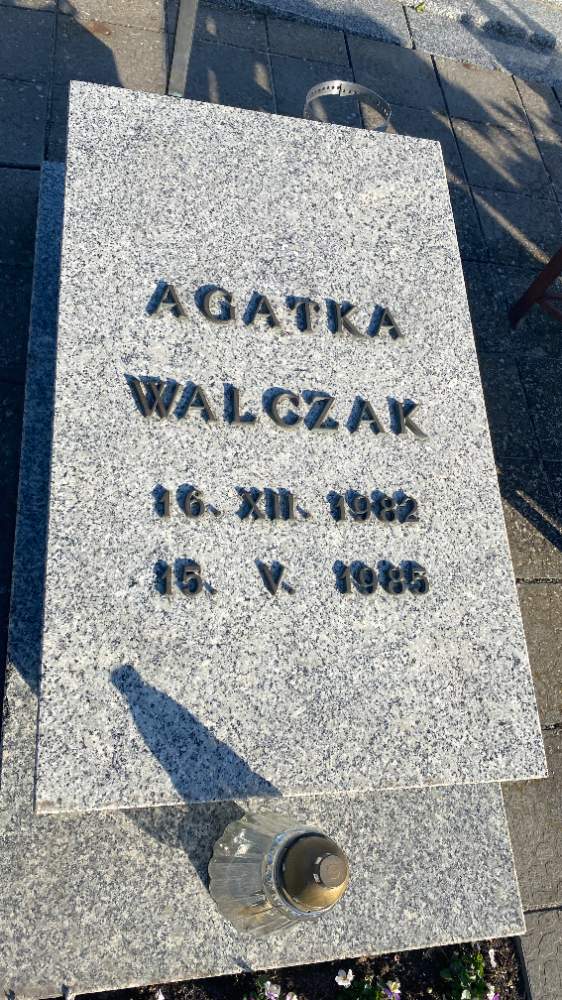 AGATKA
WALCZAK
16. XII. 1982
15. V. 1985